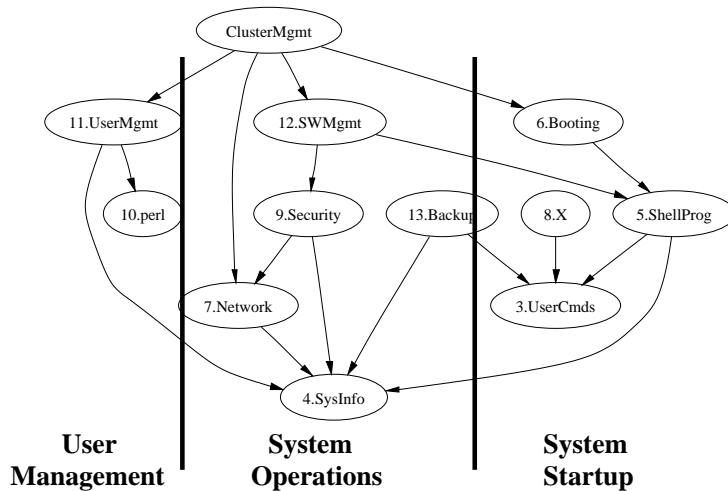 ClusterMgmt
11.UserMgmt
12.SWMgmt
6.Booting
10.perl
9.Security
13.Backup
8.X
5.ShellProg
7.Network
3.UserCmds
4.SysInfo
User
Management
System
Operations
System
Startup